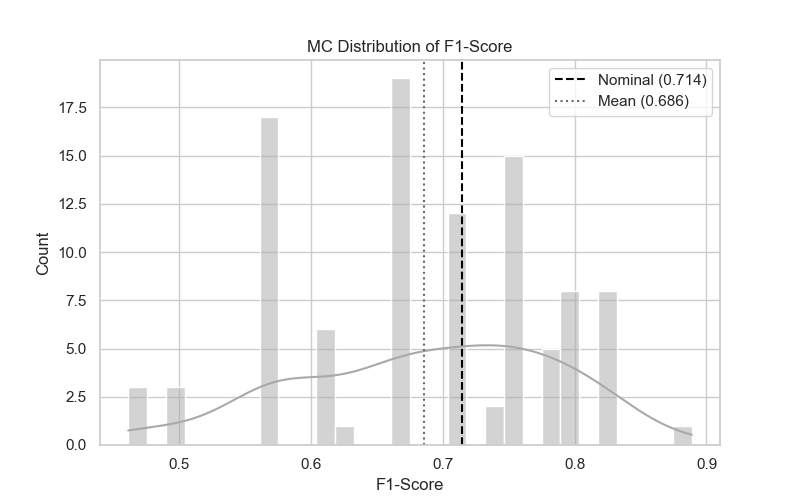 MC Distribution of F1-Score
Nominal (0.714)
Mean (0.686)
17.5
15.0
12.5
10.0
7.5
5.0
2.5
0.0
Count
0.5 0.6 0.7 0.8 0.9
F1-Score